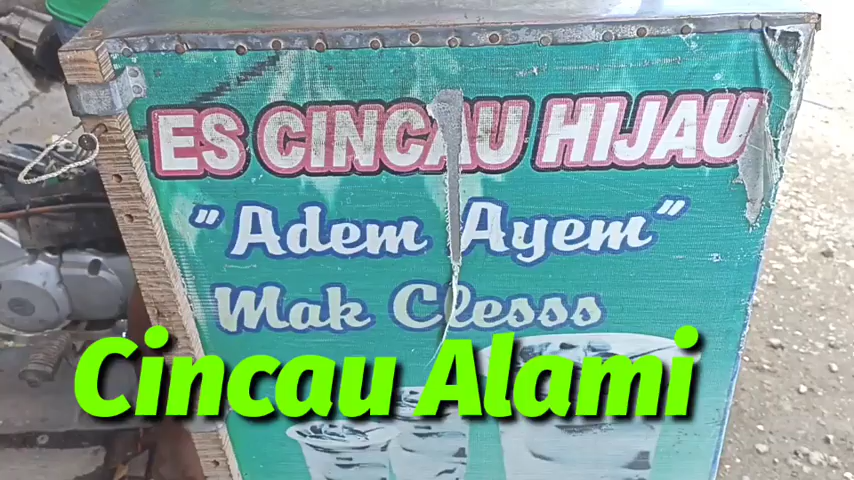 ES CINCAU HIJAU
"Adem Ayem"
Mak Clesss
Cincau Alami